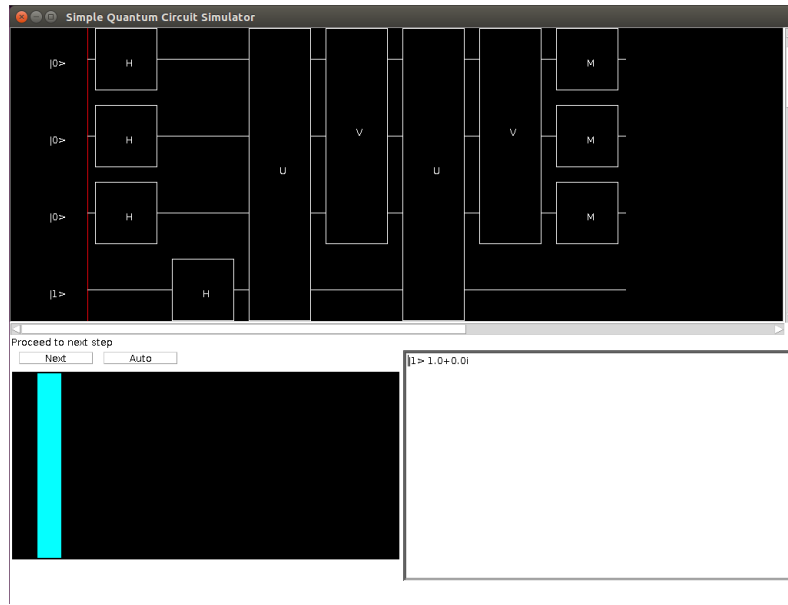 Simple Quantum Circuit Simulator
|0> H M
|0> H V V M
U U
|0> H M
|1> H
Proceed to next step
Next Auto
|1> 1.0+0.0i